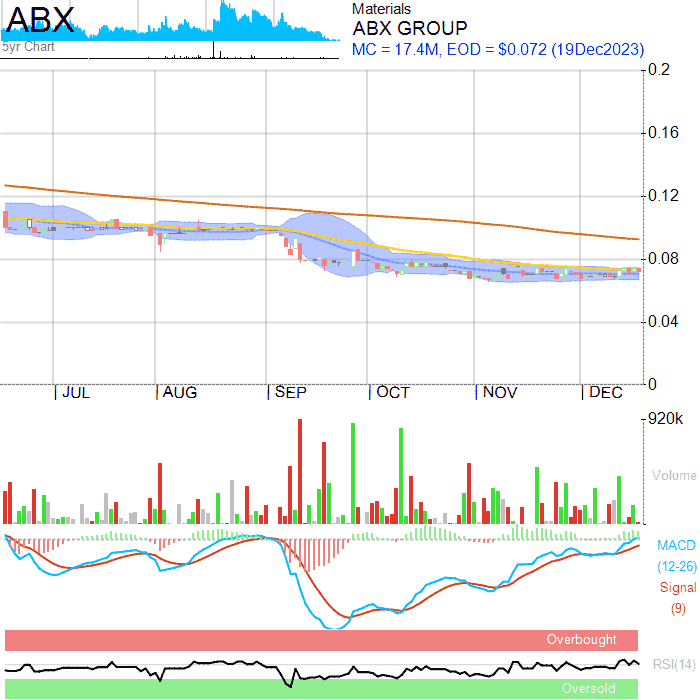 ABX
5yr Chart
Materials
ABX GROUP
MC = 17.4M, EOD = $0.072 (19Dec2023)
0.2
0.16
0.12
0.08
0.04
0
JUL
AUG
SEP
OCT
NOV
DEC
920k
Volume
MACD
(12-26)
Signal
(9)
Overbought
RSI(14)
Oversold